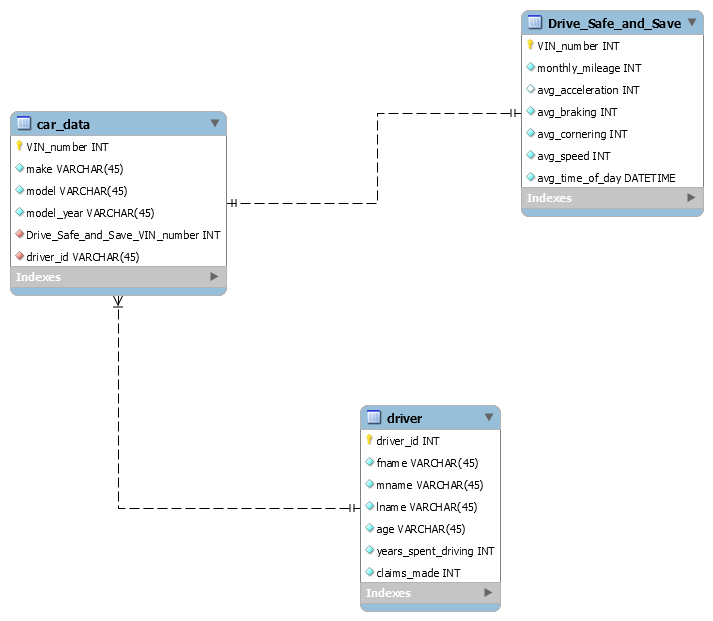 Drive_Safe_and_Save
VIN_number INT
monthly_mileage INT
avg_acceleration INT
avg_braking INT
avg_cornering INT
avg_speed INT
avg_time_of_day DATETIME
Indexes
car_data
VIN_number INT
make VARCHAR(45)
model VARCHAR(45)
model_year VARCHAR(45)
Drive_Safe_and_Save_VIN_number INT
driver_id VARCHAR(45)
Indexes
driver
driver_id INT
fname VARCHAR(45)
mname VARCHAR(45)
lname VARCHAR(45)
age VARCHAR(45)
years_spent_driving INT
claims_made INT
Indexes